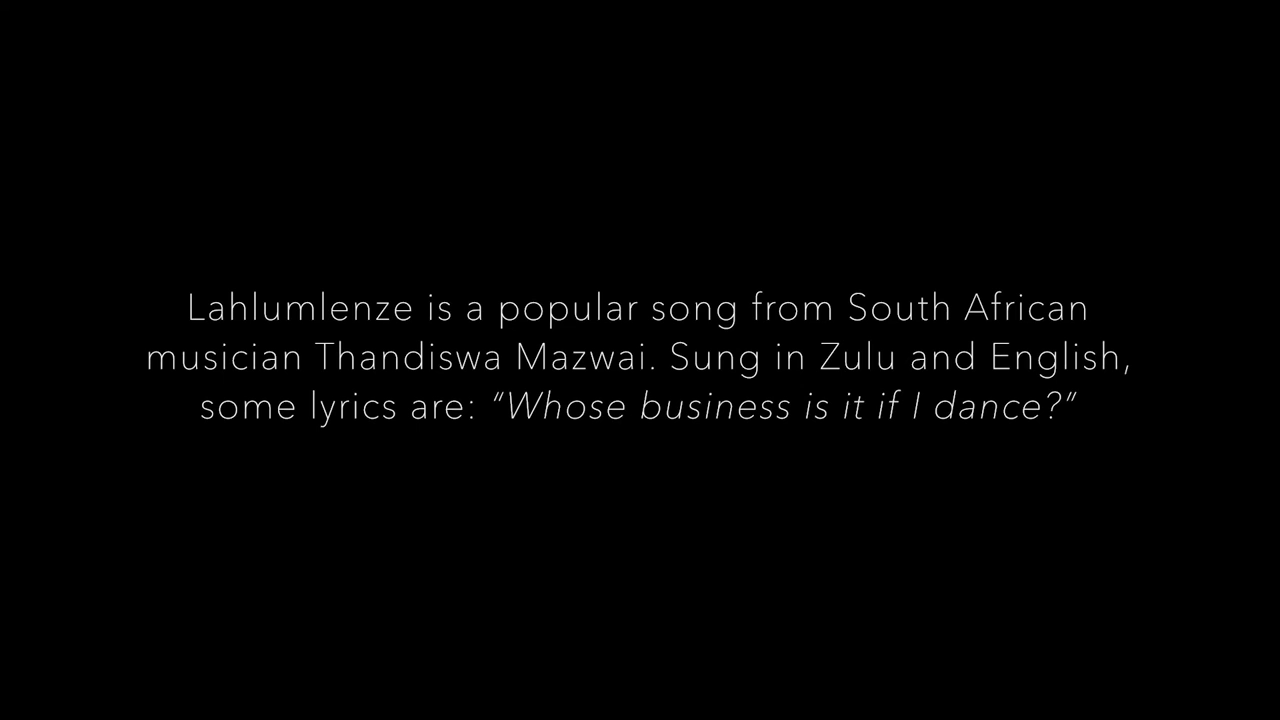 Lahlumlenze is a popular song from South African
musician Thandiswa Mazwai. Sung in Zulu and English,
some lyrics are: “Whose business is it if I dance?”